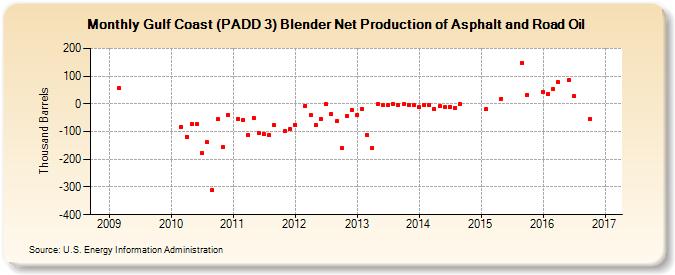 Monthly Gulf Coast (PADD 3) Blender Net Production of Asphalt and Road Oil
Thousand Barrels
200
100
0
-100
-200
-300
-400
2009 2010 2011 2012 2013 2014 2015 2016 2017
Source: U.S. Energy Information Administration